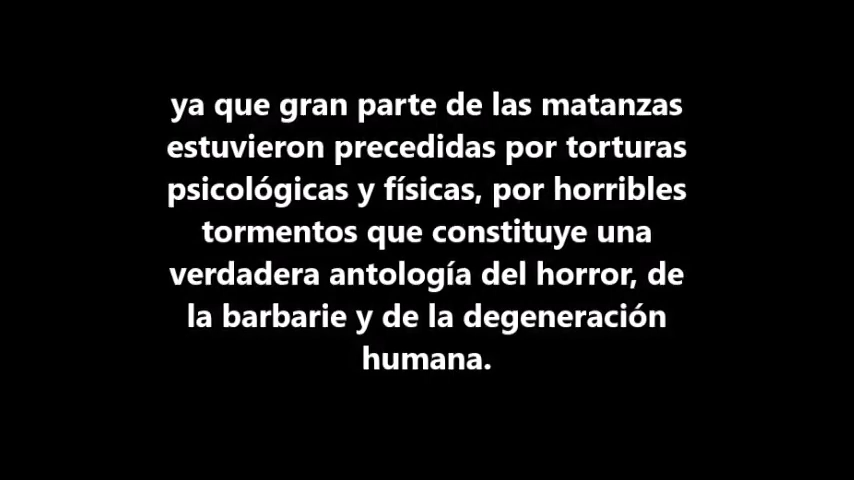 ya que gran parte de las matanzas
estuvieron precedidas por torturas
psicológicas y físicas, por horribles
tormentos que constituye una
verdadera antología del horror, de
la barbarie y de la degeneración
humana.